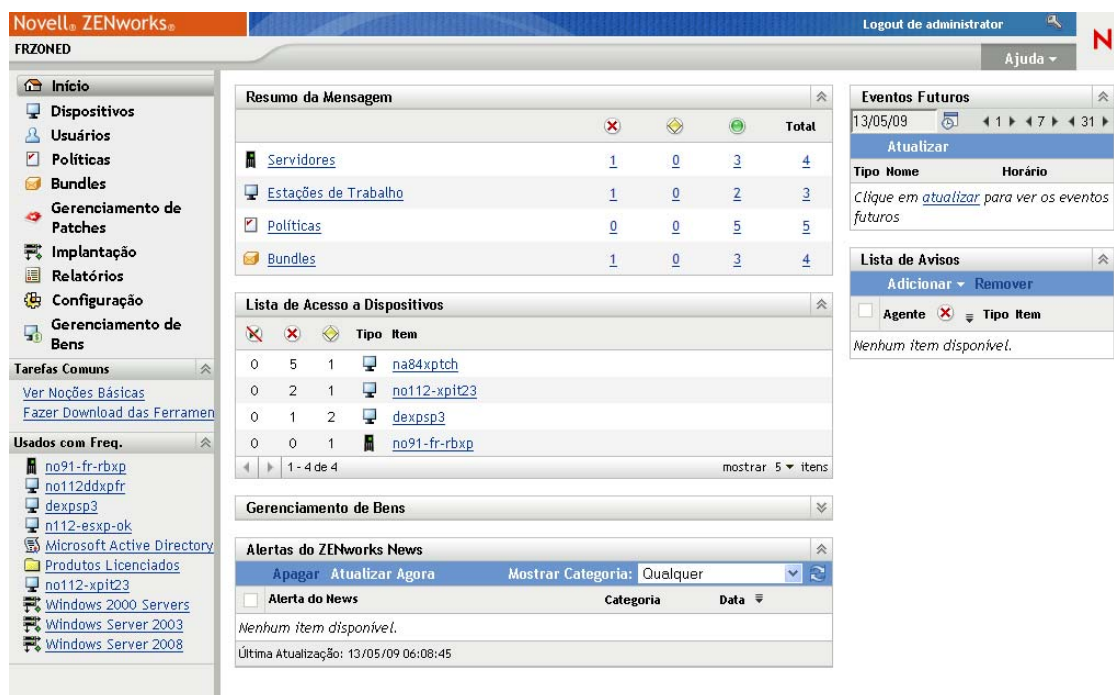 Novell® ZENworks®
Logout de administrator
N
FRZONED
Ajuda
Início
Dispositivos
Usuários
Políticas
Bundles
Gerenciamento de
Patches
Implantação
Relatórios
Configuração
Gerenciamento de
Bens
Tarefas Comuns
Ver Noções Básicas
Fazer Download das Ferramen
Usados com Freq.
no91-fr-rbxp
no112ddxpfr
dexpsp3
n112-esxp-ok
Microsoft Active Directory
Produtos Licenciados
no112-xpit23
Windows 2000 Servers
Windows Server 2003
Windows Server 2008
Resumo da Mensagem
Total
Servidores 1 0 3 4
Estações de Trabalho 1 0 2 3
Políticas 0 0 5 5
Bundles 1 0 3 4
Lista de Acesso a Dispositivos
Tipo Item
0 5 1 na84xptch
0 2 1 no112-xpit23
0 1 2 dexpsp3
0 0 1 no91-fr-rbxp
1 - 4 de 4 mostrar 5 itens
Gerenciamento de Bens
Alertas do ZENworks News
Apagar Atualizar Agora Mostrar Categoria: Qualquer
Alerta do News Categoria Data
Nenhum item disponível.
Última Atualização: 13/05/09 06:08:45
Eventos Futuros
13/05/09 1 7 31
Atualizar
Tipo Nome Horário
Clique em atualizar para ver os eventos
futuros
Lista de Avisos
Adicionar Remover
Agente Tipo Item
Nenhum item disponível.